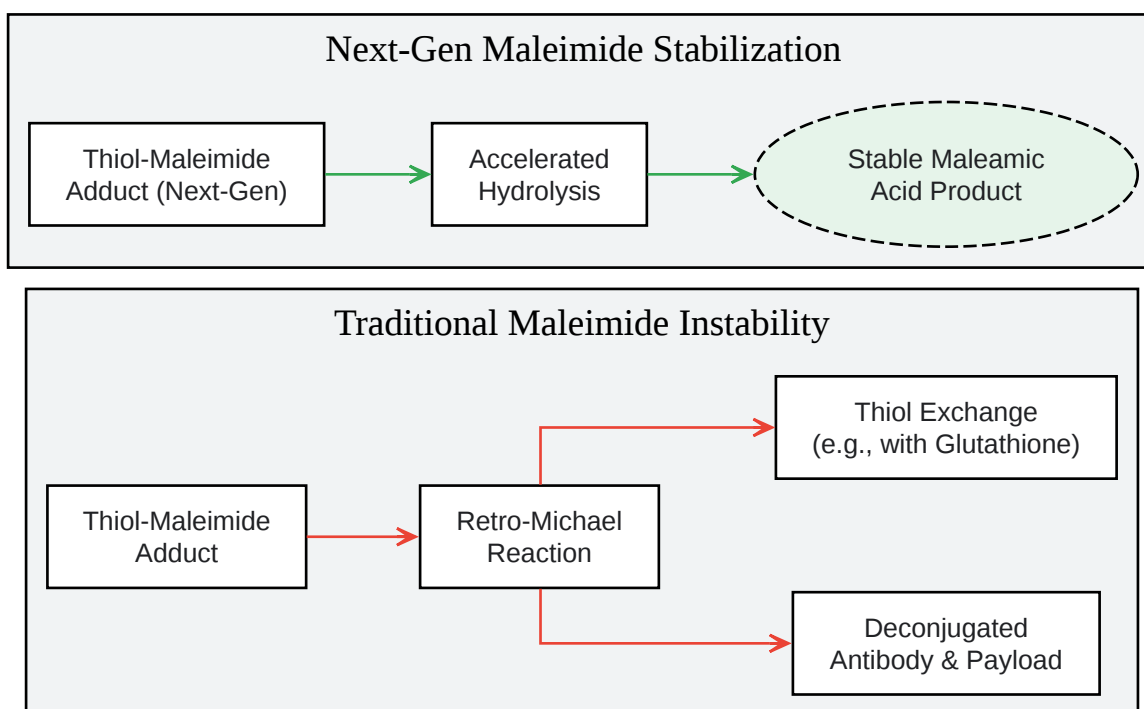 Next-Gen Maleimide Stabilization
Thiol-Maleimide
Adduct (Next-Gen)
Accelerated
Hydrolysis
Stable Maleamic
Acid Product
Traditional Maleimide Instability
Thiol-Maleimide
Adduct
Retro-Michael
Reaction
Thiol Exchange
(e.g., with Glutathione)
Deconjugated
Antibody & Payload